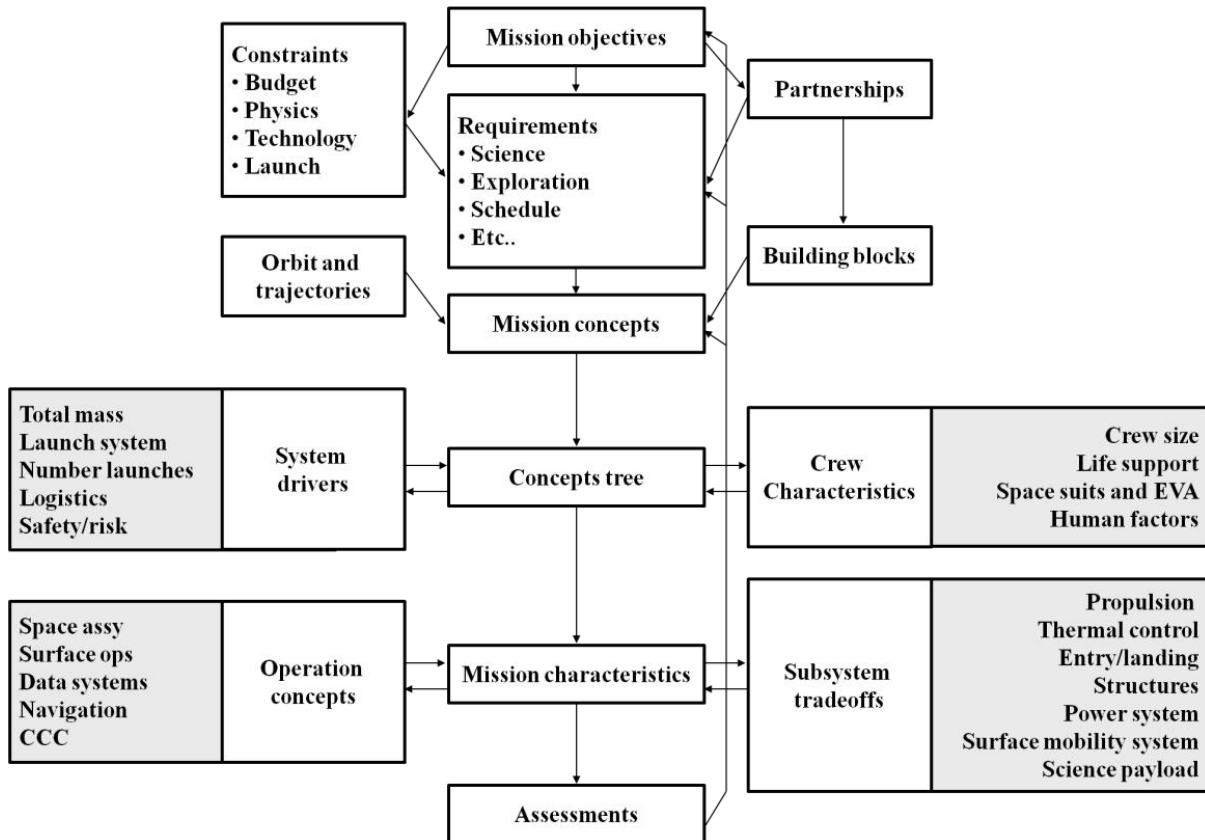 Mission objectives
Constraints
• Budget
• Physics
• Technology
• Launch
Partnerships
Requirements
• Science
• Exploration
• Schedule
• Etc..
Orbit and
trajectories
Building blocks
Mission concepts
Total mass
Launch system
Number launches
Logistics
Safety/risk
System
drivers
Concepts tree
Crew
Characteristics
Crew size
Life support
Space suits and EVA
Human factors
Space assy
Surface ops
Data systems
Navigation
CCC
Operation
concepts
Mission characteristics
Subsystem
tradeoffs
Propulsion
Thermal control
Entry/landing
Structures
Power system
Surface mobility system
Science payload
Assessments